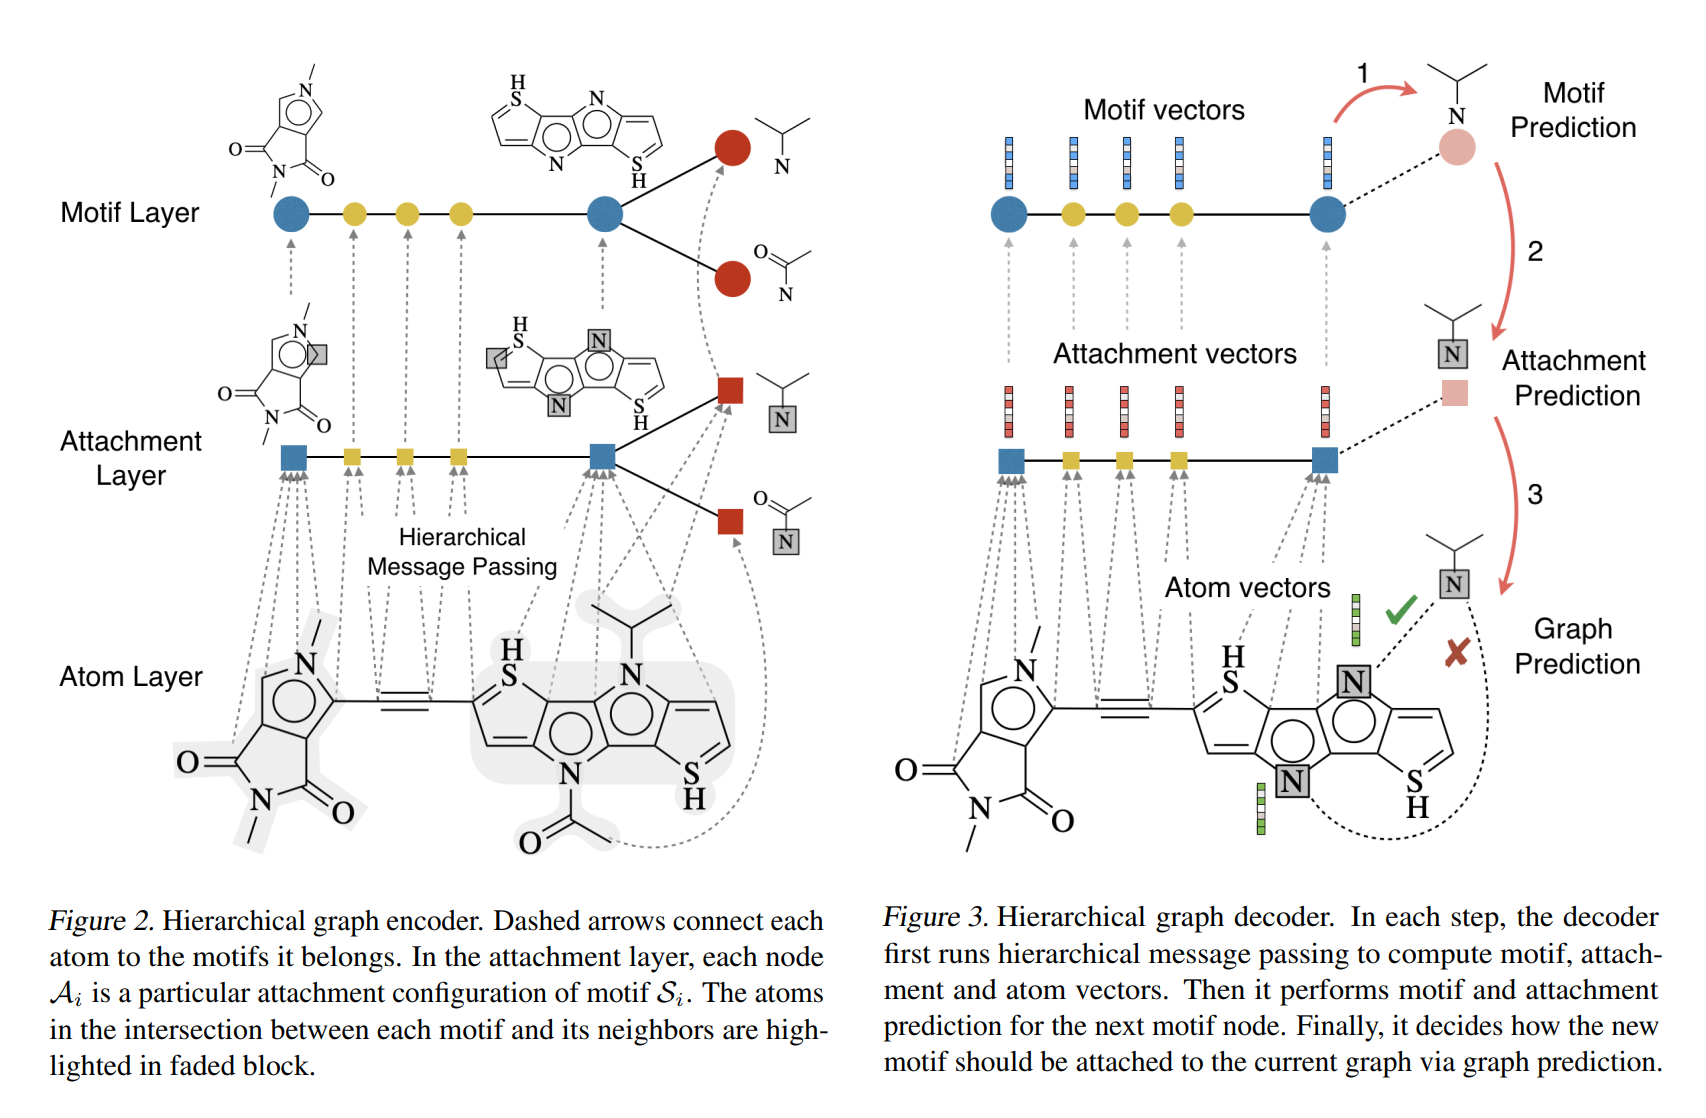 N
O
N
O
H
S
N
N
S
H
N
Motif Layer
O
N
N
O
N
O
H
S
N
N
S
H
N
Attachment
Layer
O
N
Hierarchical
Message Passing
Atom Layer
N
O
N
O
H
S
N
N
S
H
O
Figure 2. Hierarchical graph encoder. Dashed arrows connect each
atom to the motifs it belongs. In the attachment layer, each node
𝒜i is a particular attachment configuration of motif 𝒮i. The atoms
in the intersection between each motif and its neighbors are high-
lighted in faded block.
Motif vectors
1
N
Motif
Prediction
2
Attachment vectors
N
Attachment
Prediction
3
Atom vectors
N
Graph
Prediction
N
O
N
O
H
S
N
N
S
H
Figure 3. Hierarchical graph decoder. In each step, the decoder
first runs hierarchical message passing to compute motif, attach-
ment and atom vectors. Then it performs motif and attachment
prediction for the next motif node. Finally, it decides how the new
motif should be attached to the current graph via graph prediction.